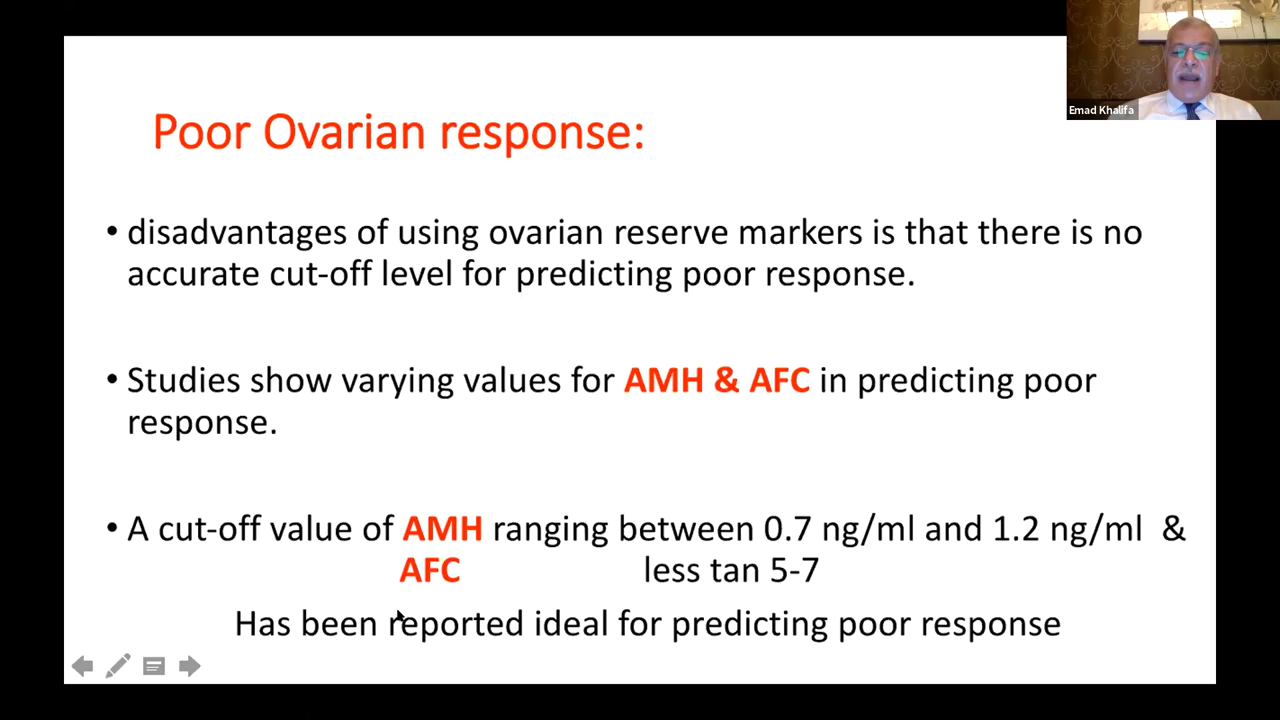 Emad Khalifa
Poor Ovarian response:
• disadvantages of using ovarian reserve markers is that there is no
accurate cut-off level for predicting poor response.
• Studies show varying values for AMH & AFC in predicting poor
response.
• A cut-off value of AMH ranging between 0.7 ng/ml and 1.2 ng/ml &
AFC less tan 5-7
Has been reported ideal for predicting poor response